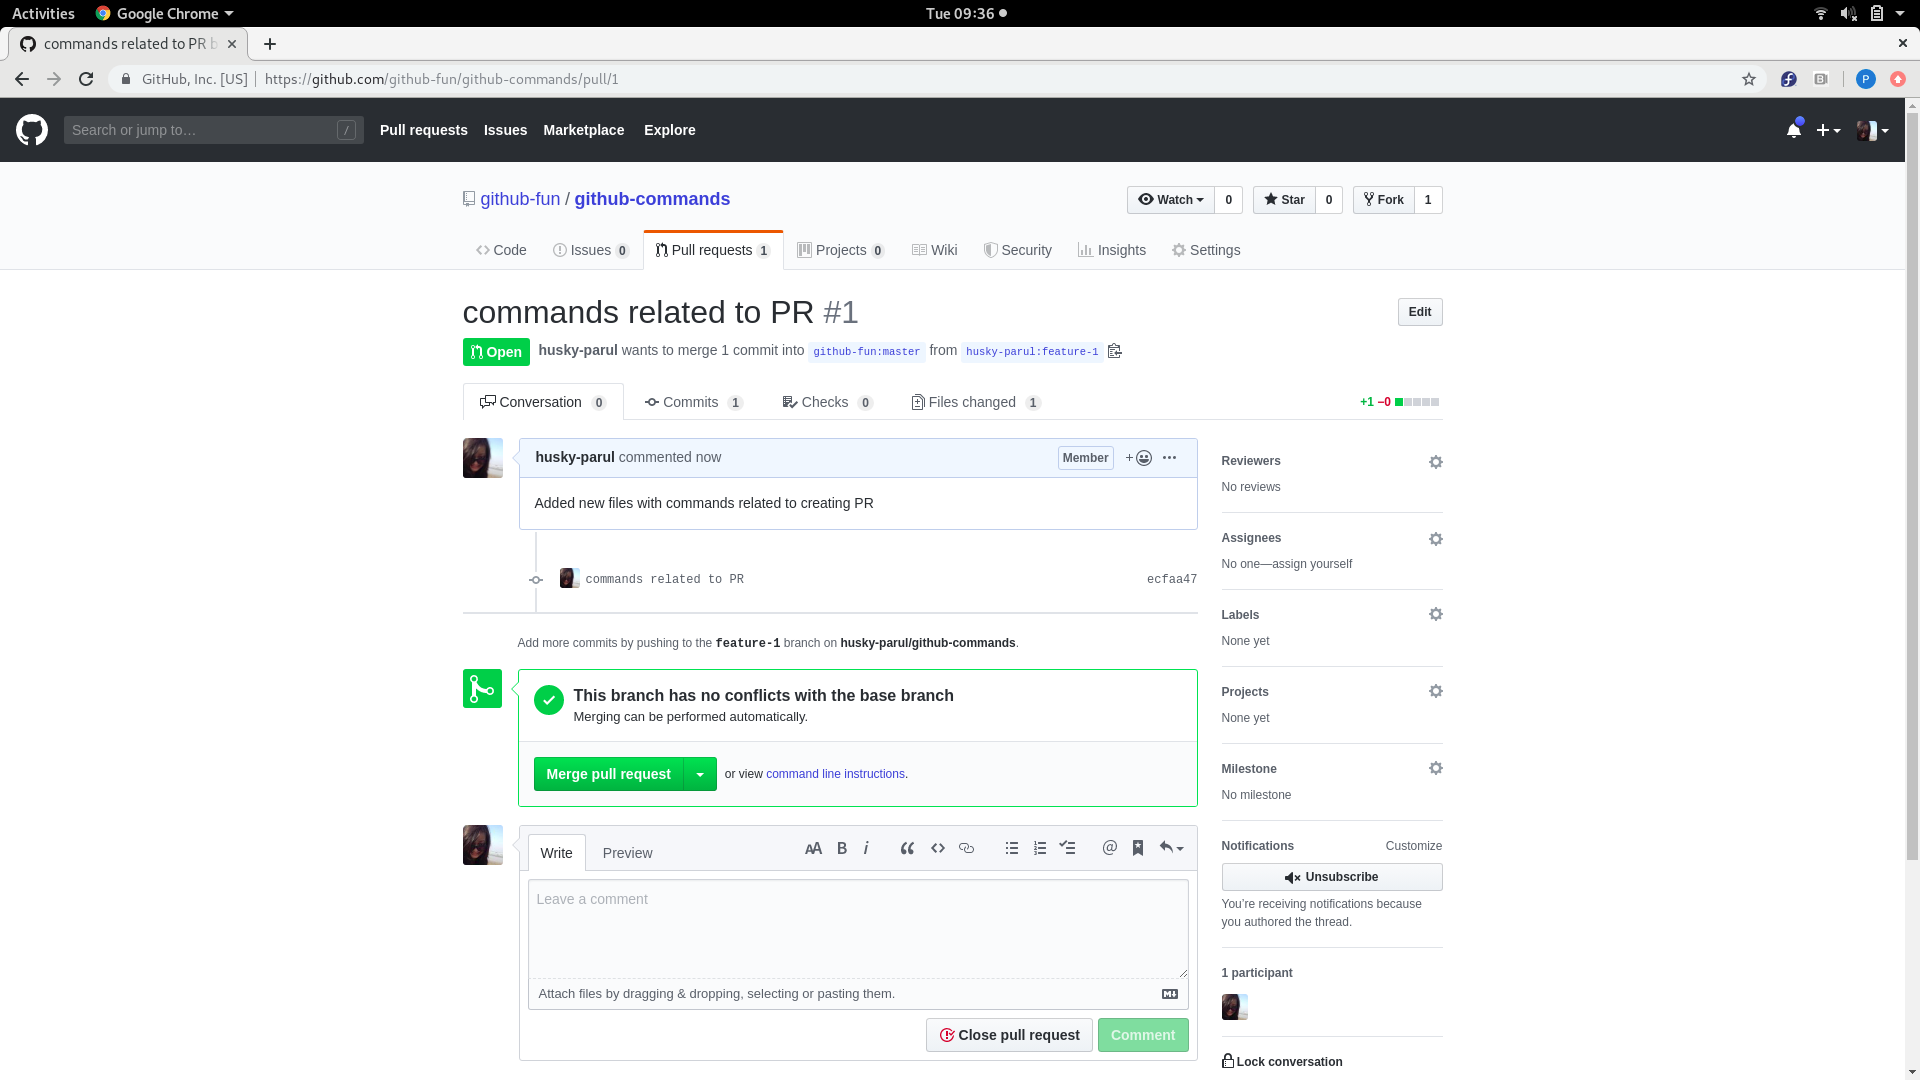 Activities Google Chrome Tue 09:36
commands related to PR b
GitHub, Inc. [US] https://github.com/github-fun/github-commands/pull/1 P
Search or jump to… / Pull requests Issues Marketplace Explore
github-fun / github-commands Watch 0 Star 0 Fork 1
Code Issues 0 Pull requests 1 Projects 0 Wiki Security Insights Settings
commands related to PR #1 Edit
Open husky-parul wants to merge 1 commit into github-fun:master from husky-parul:feature-1
Conversation 0 Commits 1 Checks 0 Files changed 1 +1 −0
husky-parul commented now Member
Added new files with commands related to creating PR
commands related to PR ecfaa47
Add more commits by pushing to the feature-1 branch on husky-parul/github-commands.
This branch has no conflicts with the base branch
Merging can be performed automatically.
Merge pull request or view command line instructions.
Write Preview
Leave a comment
Attach files by dragging & dropping, selecting or pasting them.
Close pull request Comment
Reviewers
No reviews
Assignees
No one—assign yourself
Labels
None yet
Projects
None yet
Milestone
No milestone
Notifications Customize
Unsubscribe
You’re receiving notifications because
you authored the thread.
1 participant
Lock conversation